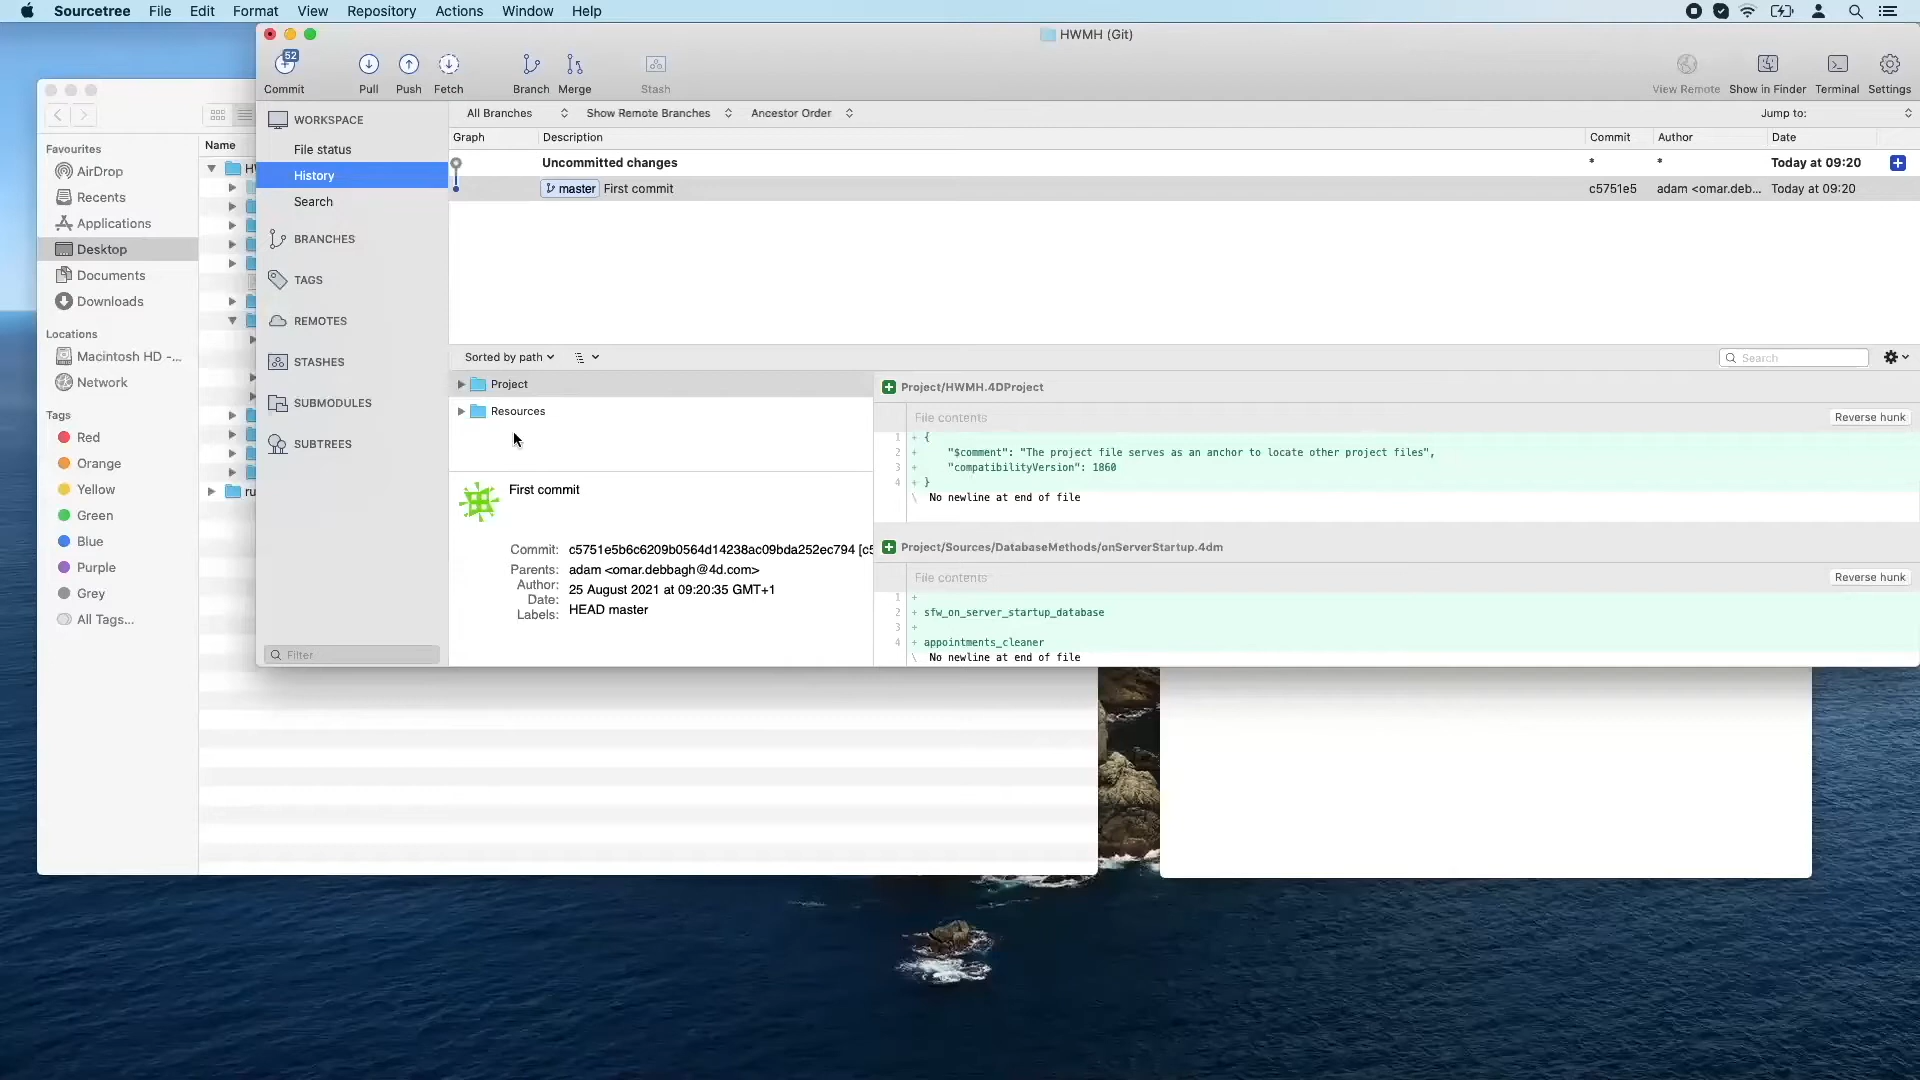 Sourcetree File Edit Format View Repository Actions Window Help
HWMH (Git)
52
Commit Pull Push Fetch Branch Merge Stash View Remote Show in Finder Terminal Settings
WORKSPACE
File status
History
Search
BRANCHES
TAGS
REMOTES
STASHES
SUBMODULES
SUBTREES
Filter
All Branches Show Remote Branches Ancestor Order Jump to:
Graph Description Commit Author Date
Uncommitted changes * * Today at 09:20
master First commit c5751e5 adam <omar.deb... Today at 09:20
Sorted by path Search
Project
Resources
First commit
Commit: c5751e5b6c6209b0564d14238ac09bda252ec794 [c5
Parents: adam <omar.debbagh@4d.com>
Author: 25 August 2021 at 09:20:35 GMT+1
Date: HEAD master
Labels:
Project/HWMH.4DProject
File contents Reverse hunk
1 + {
2 + "$comment": "The project file serves as an anchor to locate other project files",
3 + "compatibilityVersion": 1860
4 + }
\ No newline at end of file
Project/Sources/DatabaseMethods/onServerStartup.4dm
File contents Reverse hunk
1 +
2 + sfw_on_server_startup_database
3 +
4 + appointments_cleaner
\ No newline at end of file
Favourites
AirDrop
Recents
Applications
Desktop
Documents
Downloads
Locations
Macintosh HD -...
Network
Tags
Red
Orange
Yellow
Green
Blue
Purple
Grey
All Tags...
Name
HW
ru